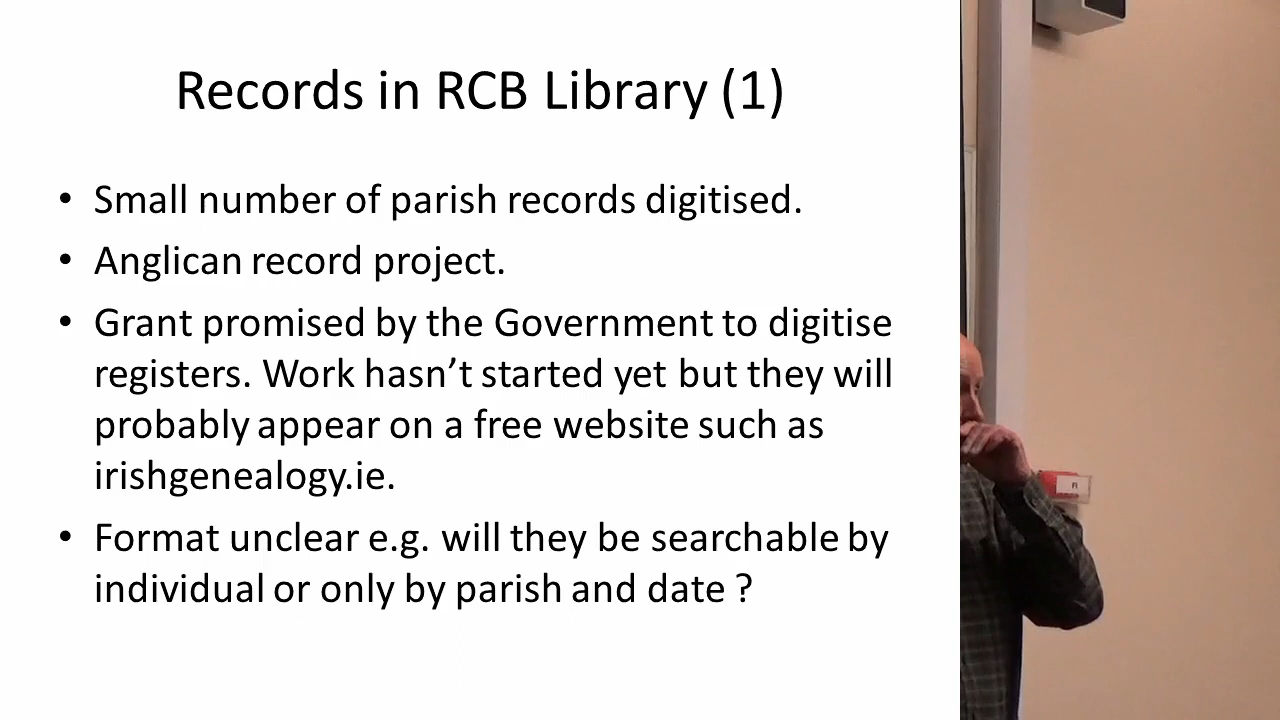 Records in RCB Library (1)
• Small number of parish records digitised.
• Anglican record project.
• Grant promised by the Government to digitise
registers. Work hasn’t started yet but they will
probably appear on a free website such as
irishgenealogy.ie.
• Format unclear e.g. will they be searchable by
individual or only by parish and date ?